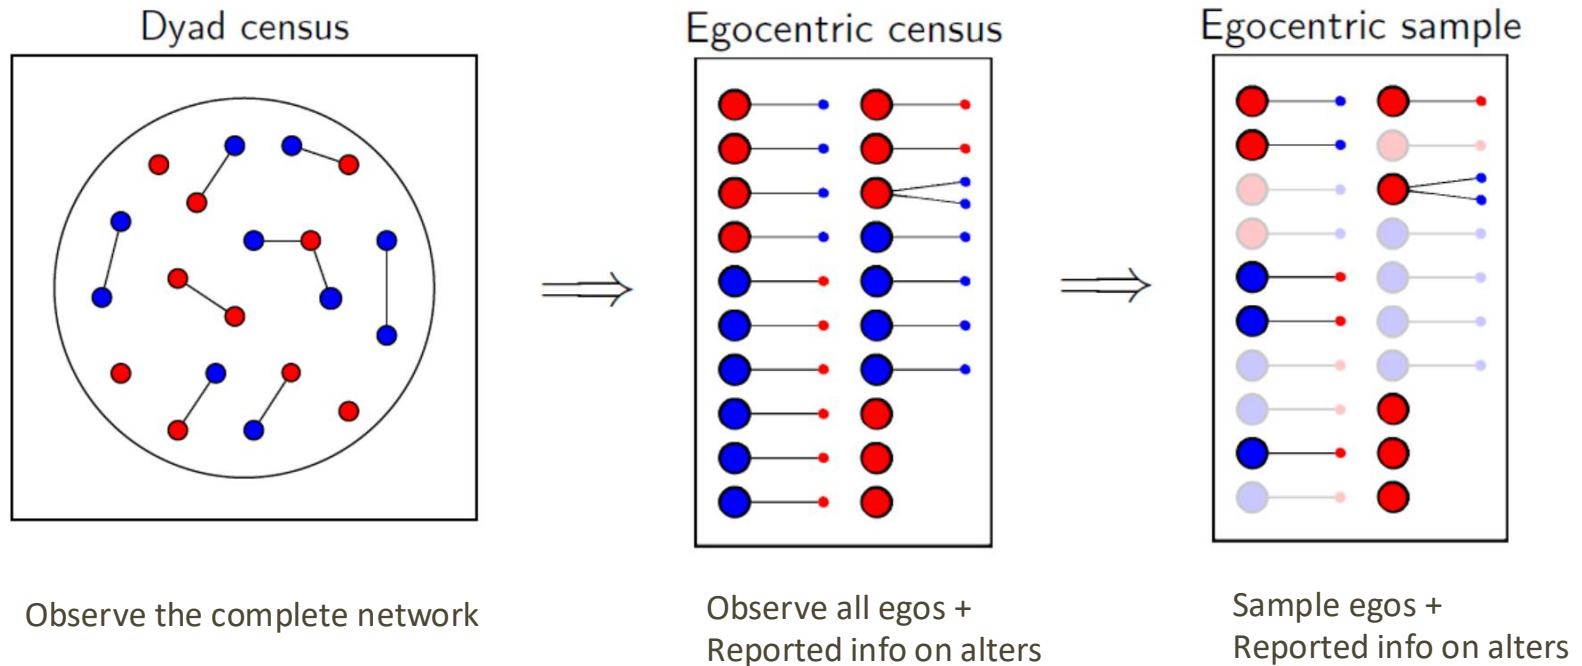 Dyad census
Egocentric census
Egocentric sample
Observe the complete network
Observe all egos +
Reported info on alters
Sample egos +
Reported info on alters